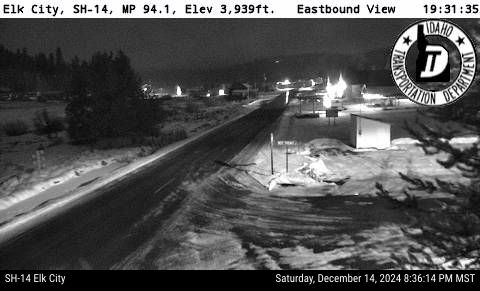 Elk City, SH-14, MP 94.1, Elev 3,939ft.   Eastbound View   19:31:35
IDAHO
TRANSPORTATION DEPARTMENT
SH-14 Elk City
Saturday, December 14, 2024 8:36:14 PM MST